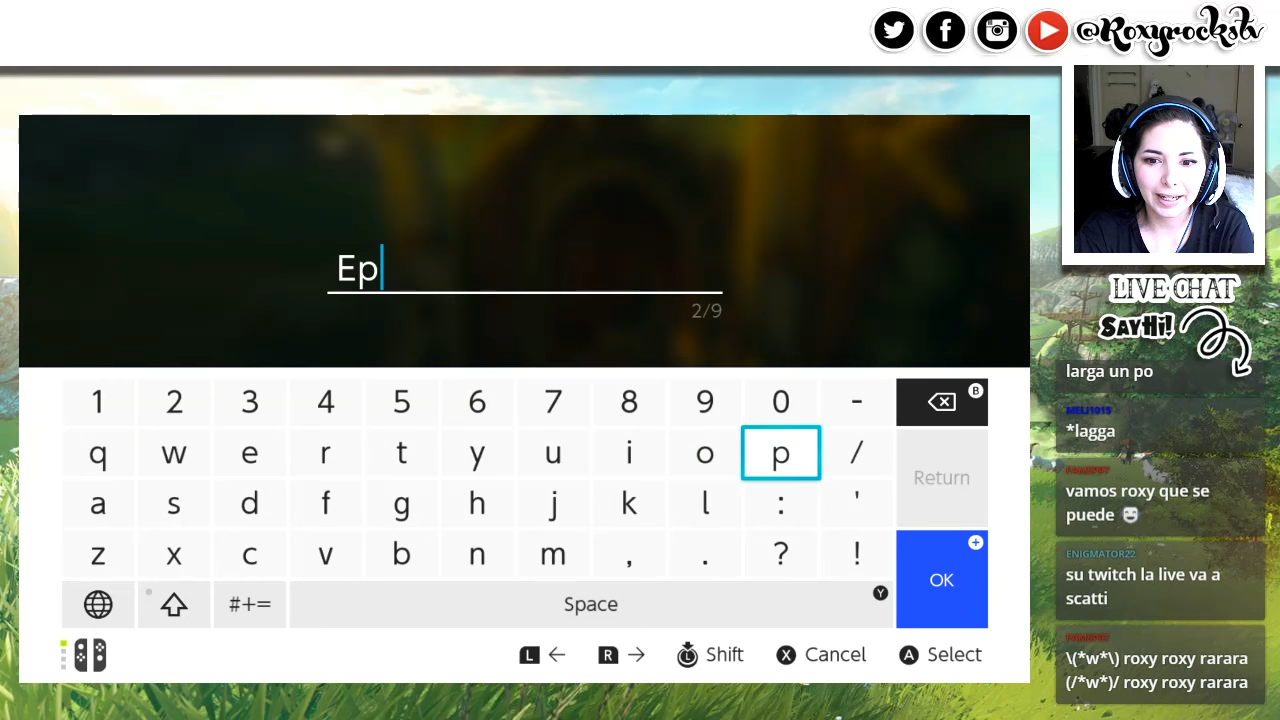 @Roxyrockstv
Ep
2/9
1 2 3 4 5 6 7 8 9 0 -
B
q w e r t y u i o p /
Return
a s d f g h j k l : '
z x c v b n m , . ? !
+
OK
#+=
Space
Y
L ← R → L Shift X Cancel A Select
LIVE CHAT
SAY HI!
larga un po
MELI1015
*lagga
vamos roxy que se
puede
ENIGMATOR22
su twitch la live va a
scatti
\(*w*\) roxy roxy rarara
(/*w*)/ roxy roxy rarara